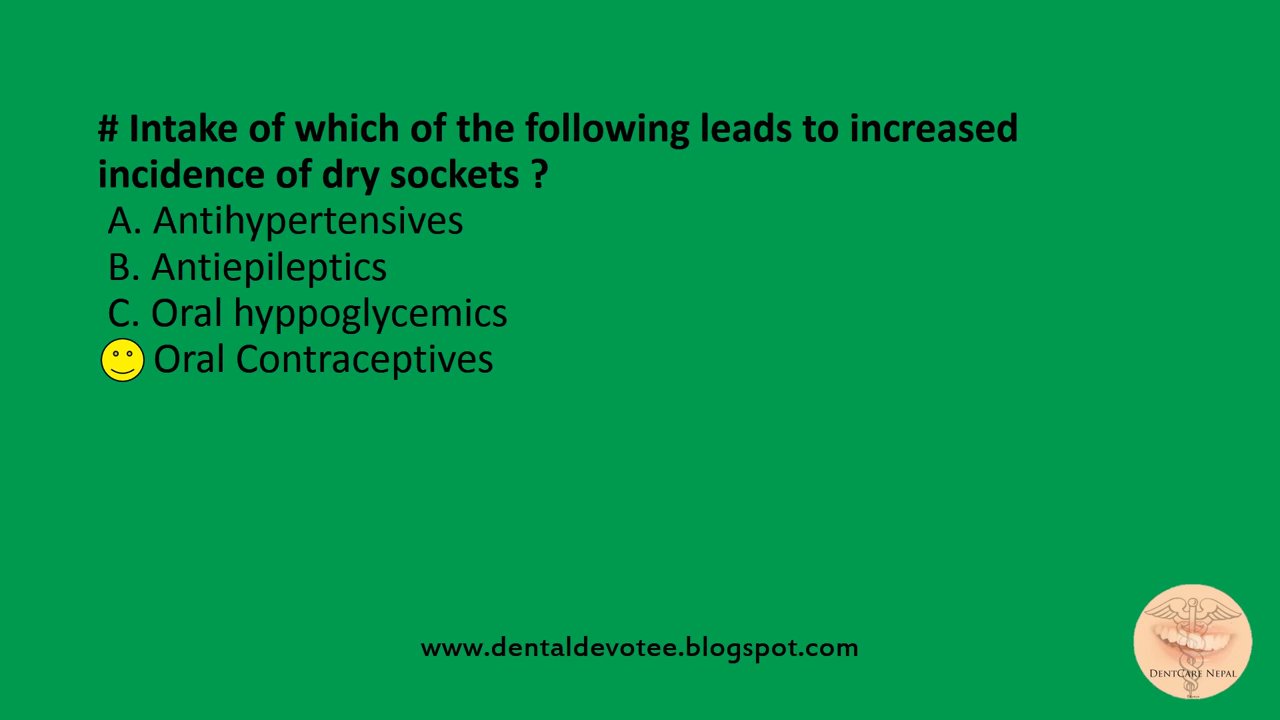 # Intake of which of the following leads to increased
incidence of dry sockets ?
A. Antihypertensives
B. Antiepileptics
C. Oral hyppoglycemics
Oral Contraceptives
www.dentaldevotee.blogspot.com
DENTCARE NEPAL